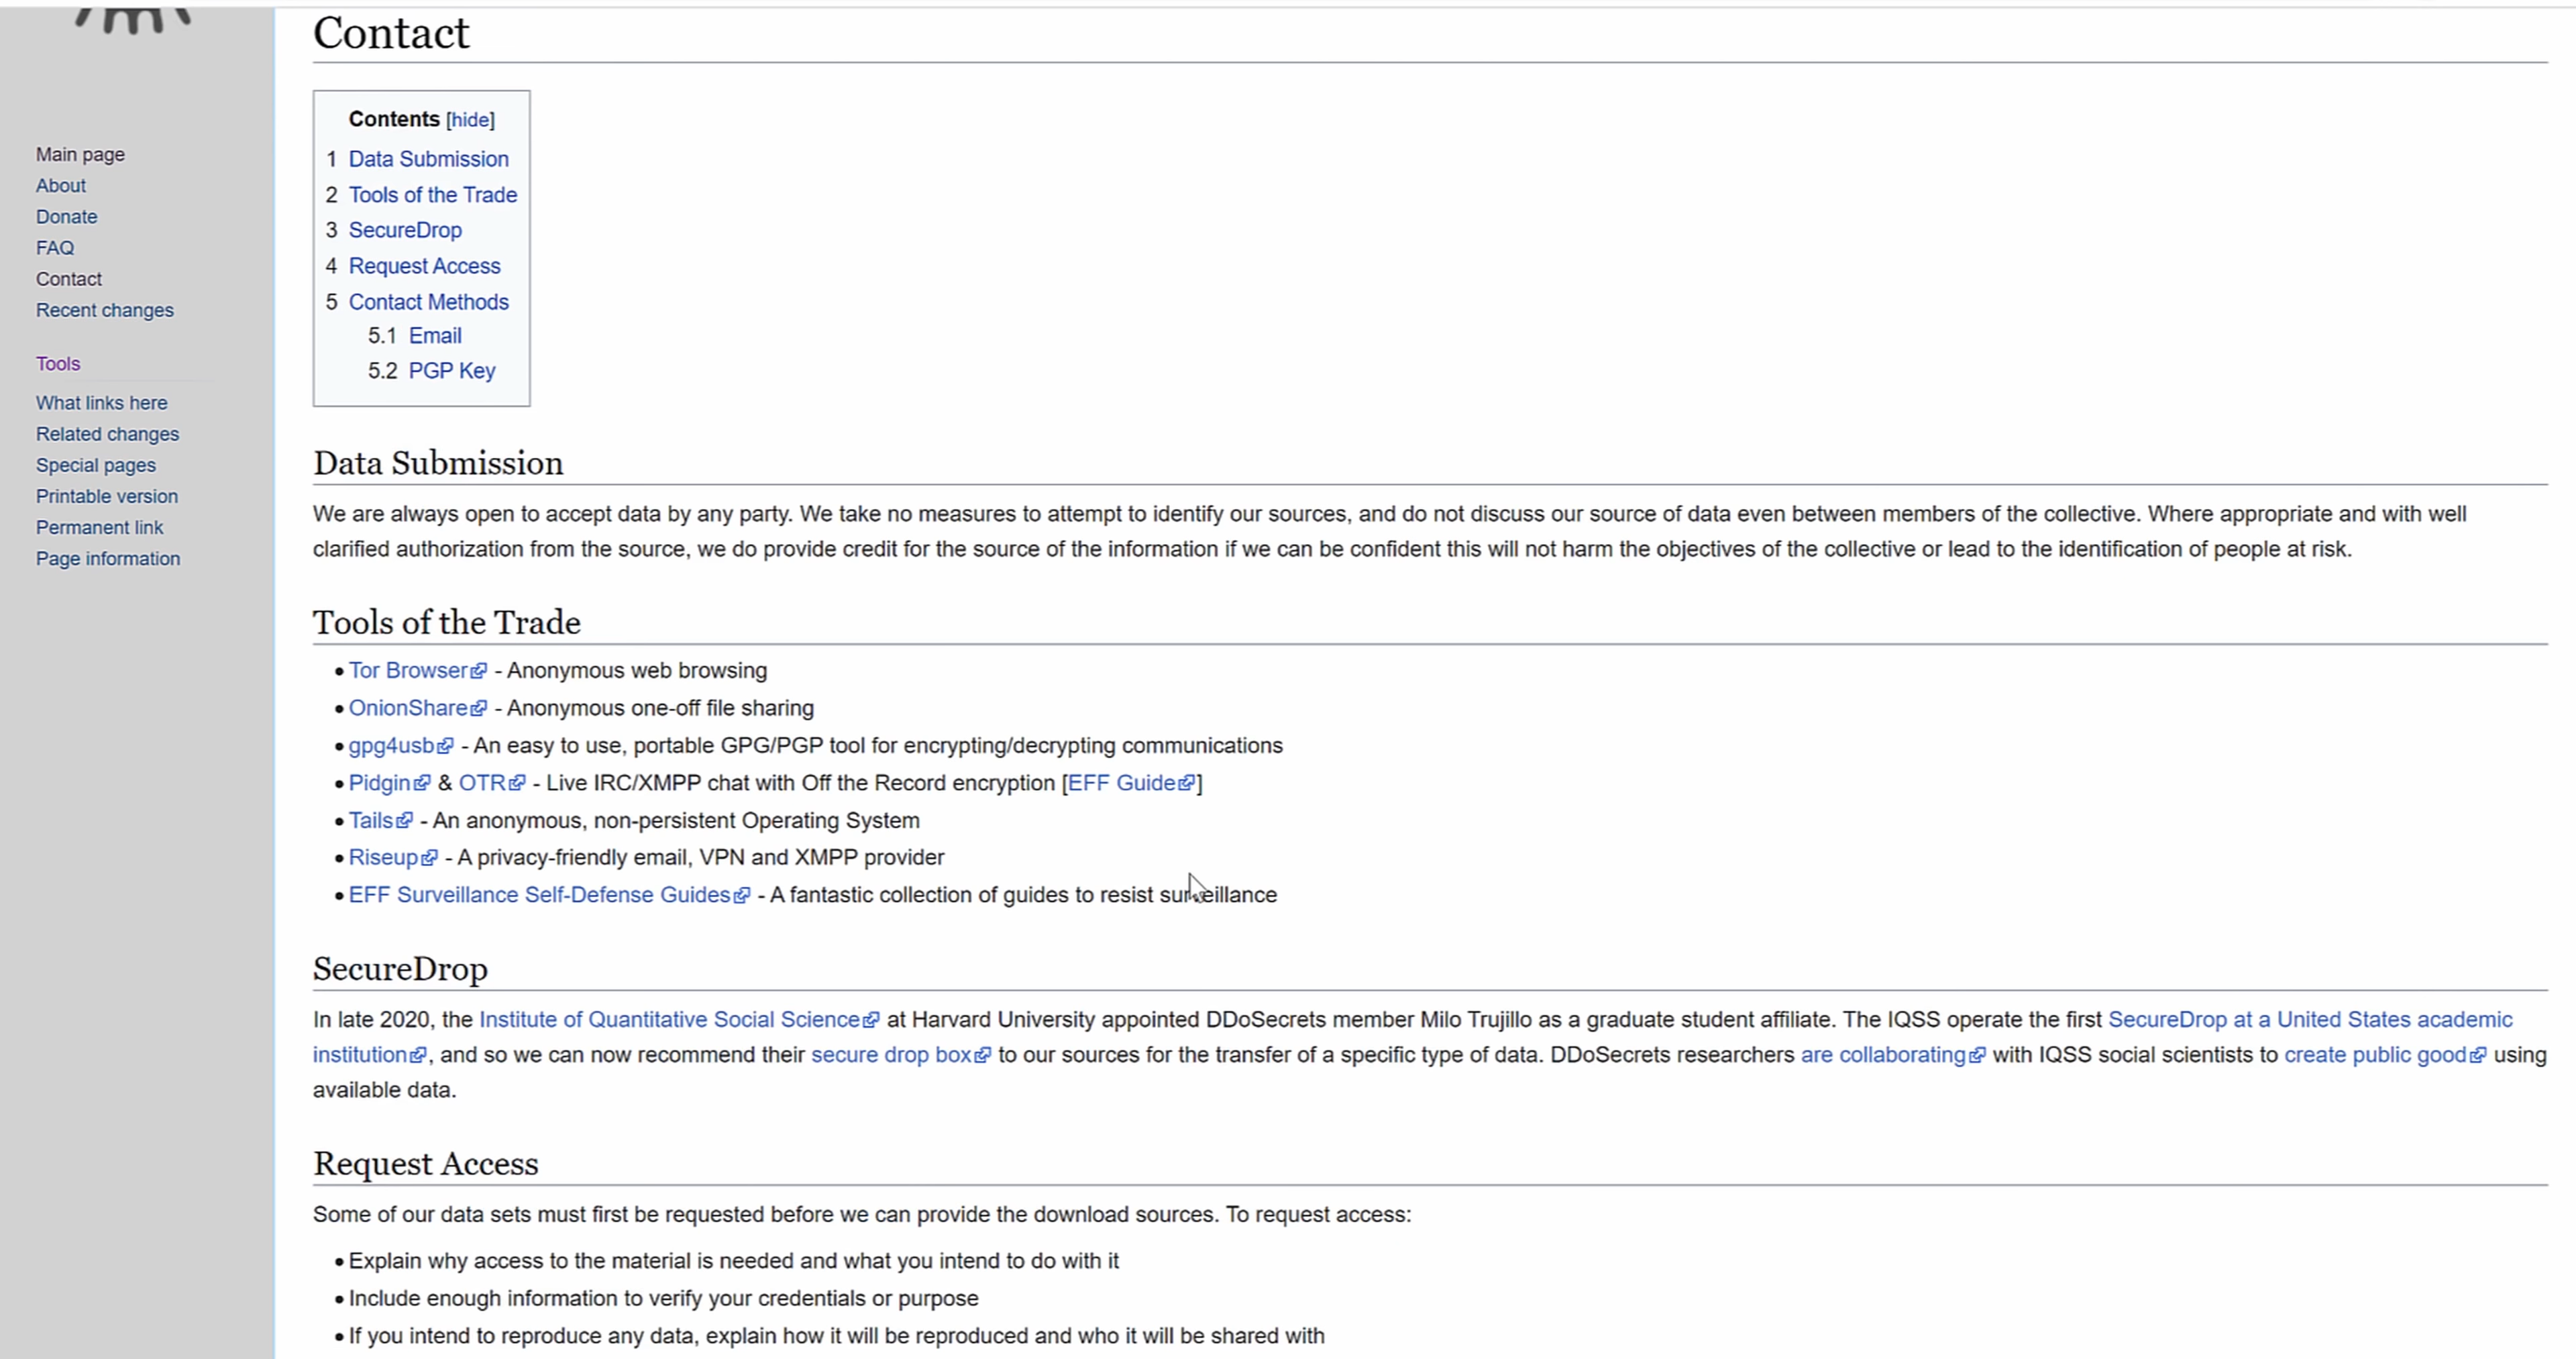 Contact
Contents [hide]
1 Data Submission
2 Tools of the Trade
3 SecureDrop
4 Request Access
5 Contact Methods
5.1 Email
5.2 PGP Key
Main page
About
Donate
FAQ
Contact
Recent changes
Tools
What links here
Related changes
Special pages
Printable version
Permanent link
Page information
Data Submission
We are always open to accept data by any party. We take no measures to attempt to identify our sources, and do not discuss our source of data even between members of the collective. Where appropriate and with well
clarified authorization from the source, we do provide credit for the source of the information if we can be confident this will not harm the objectives of the collective or lead to the identification of people at risk.
Tools of the Trade
• Tor Browser - Anonymous web browsing
• OnionShare - Anonymous one-off file sharing
• gpg4usb - An easy to use, portable GPG/PGP tool for encrypting/decrypting communications
• Pidgin & OTR - Live IRC/XMPP chat with Off the Record encryption [EFF Guide]
• Tails - An anonymous, non-persistent Operating System
• Riseup - A privacy-friendly email, VPN and XMPP provider
• EFF Surveillance Self-Defense Guides - A fantastic collection of guides to resist surveillance
SecureDrop
In late 2020, the Institute of Quantitative Social Science at Harvard University appointed DDoSecrets member Milo Trujillo as a graduate student affiliate. The IQSS operate the first SecureDrop at a United States academic
institution, and so we can now recommend their secure drop box to our sources for the transfer of a specific type of data. DDoSecrets researchers are collaborating with IQSS social scientists to create public good using
available data.
Request Access
Some of our data sets must first be requested before we can provide the download sources. To request access:
• Explain why access to the material is needed and what you intend to do with it
• Include enough information to verify your credentials or purpose
• If you intend to reproduce any data, explain how it will be reproduced and who it will be shared with